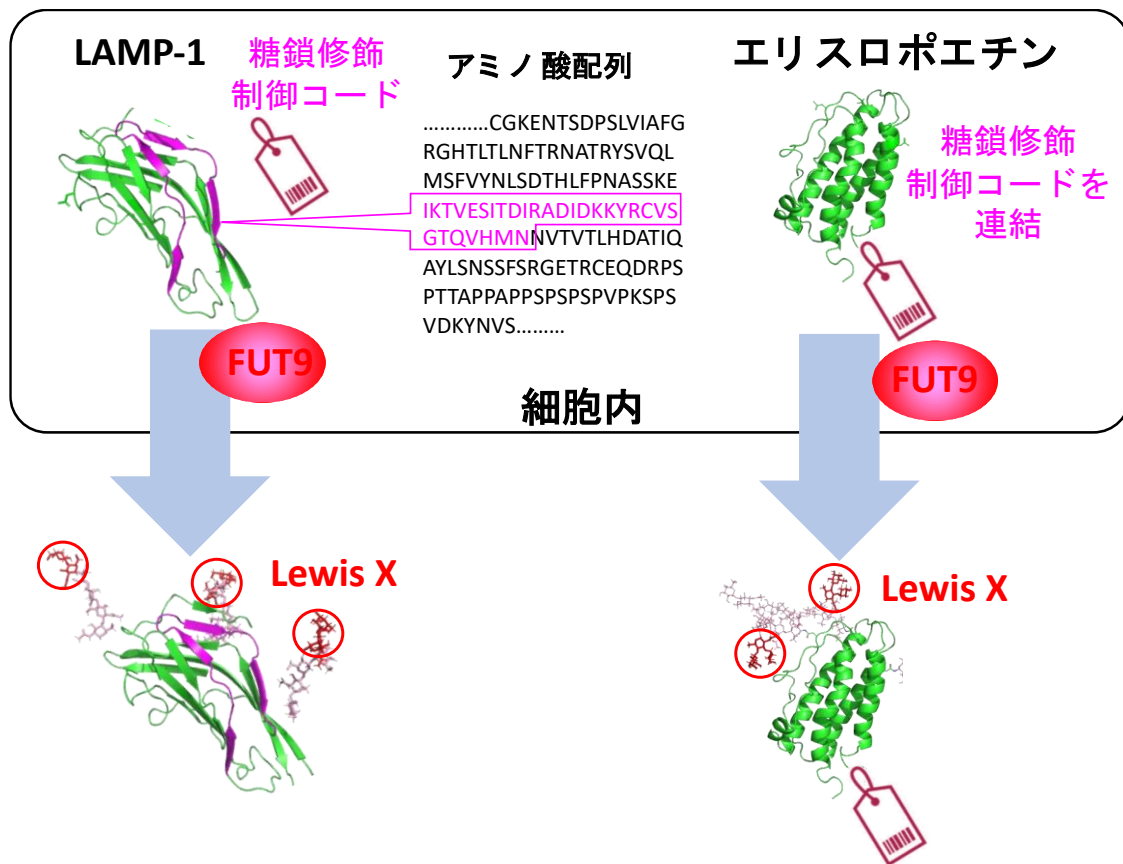 LAMP-1
糖鎖修飾
制御コード
アミノ酸配列
…………CGKENTSDPSLVIAFG
RGHTLTLNFTRNATRYSVQL
MSFVYNLSDTHLFPNASSKE
IKTVESITDIRADIDKKYRCVS
GTQVHMNNVTVTLHDATIQ
AYLSNSSFSRGETRCEQDRPS
PTTAPPAPPSPSPSPVPKSPS
VDKYNVS………
エリスロポエチン
糖鎖修飾
制御コードを
連結
FUT9
FUT9
細胞内
Lewis X
Lewis X